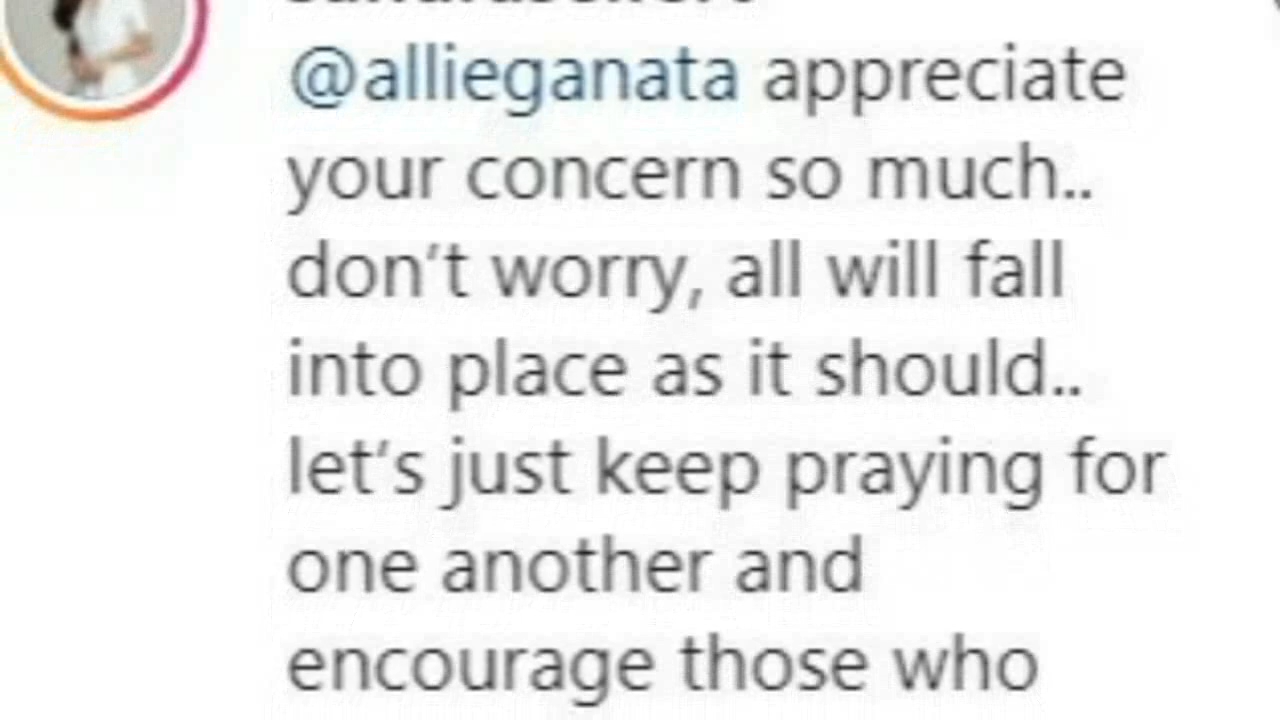 @allieganata appreciate
your concern so much..
don't worry, all will fall
into place as it should..
let's just keep praying for
one another and
encourage those who